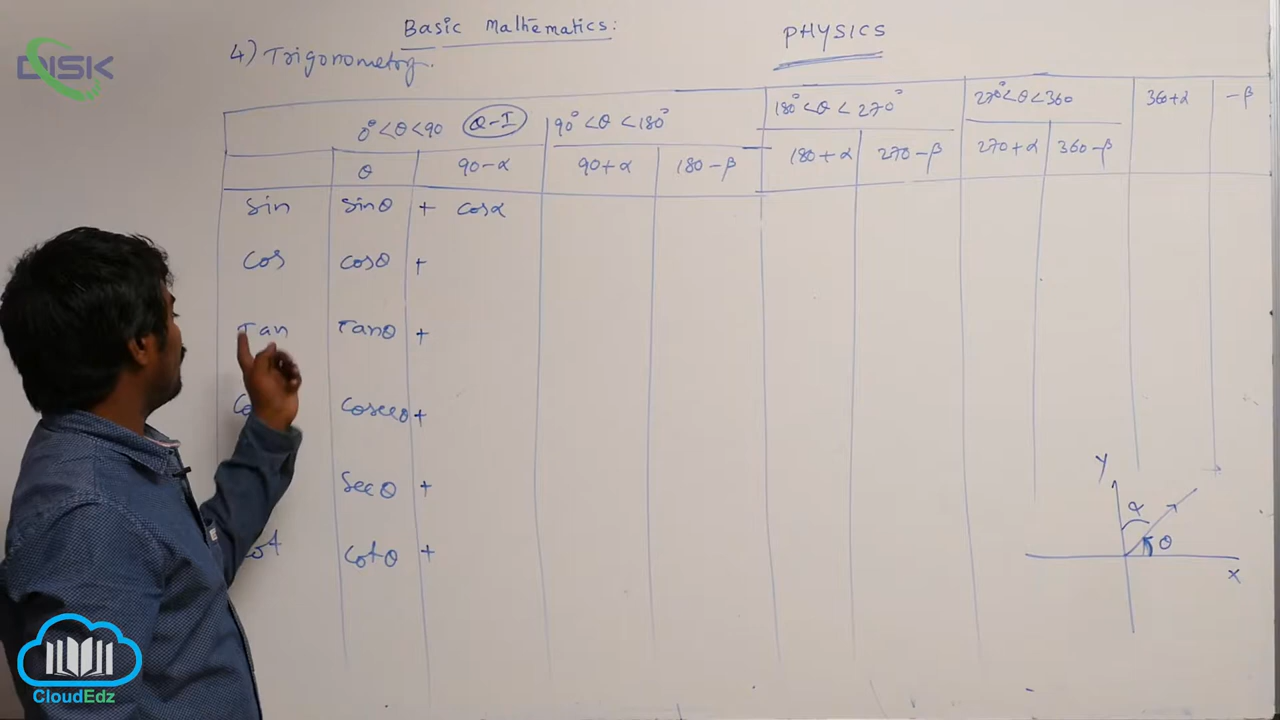 DISK
Basic Mathematics:
PHYSICS
4) Trigonometry.
0°<θ<90 Q-I 90°<θ<180° 180°<θ<270° 270°<θ<360 360+α -β
θ 90-α 90+α 180-β 180+α 270-β 270+α 360-β
Sin Sinθ + Cosα
Cos Cosθ +
Tan Tanθ +
Cosecθ +
Secθ +
Cot Cotθ +
Y
α
θ
X
CloudEdz